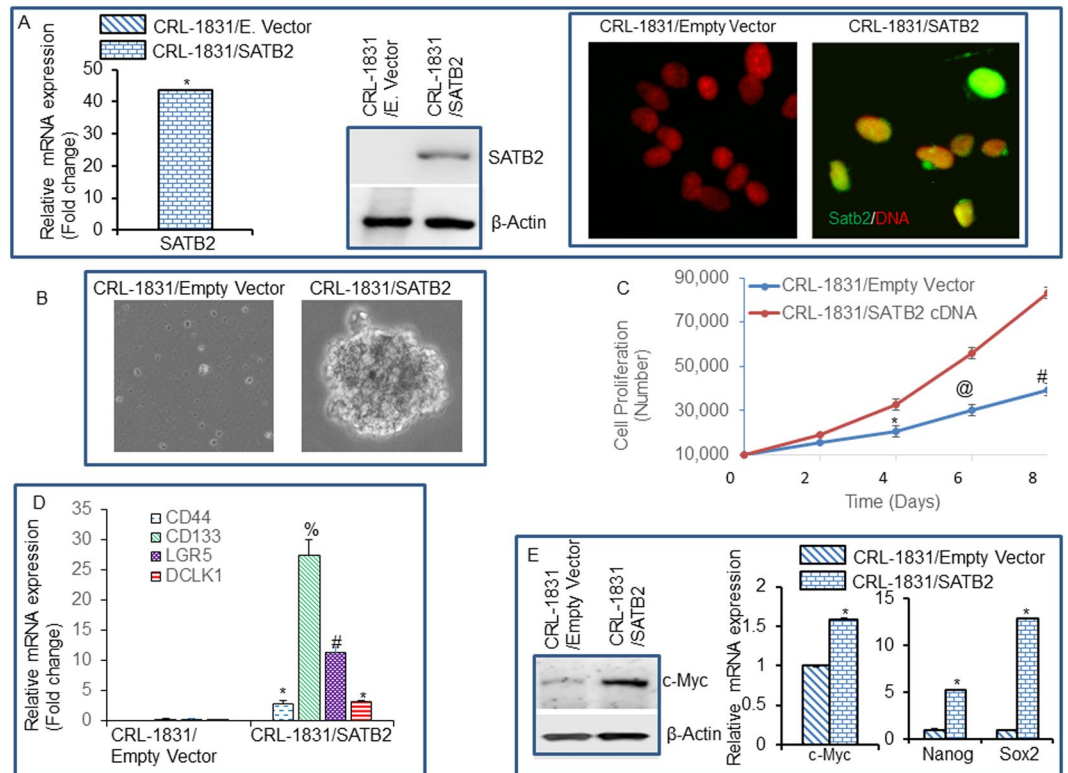 A
CRL-1831/E. Vector
CRL-1831/SATB2
Relative mRNA expression
(Fold change)
50
40
30
20
10
0
*
SATB2
CRL-1831
/E. Vector
CRL-1831
/SATB2
SATB2
β-Actin
CRL-1831/Empty Vector
CRL-1831/SATB2
Satb2/DNA
B
CRL-1831/Empty Vector
CRL-1831/SATB2
C
CRL-1831/Empty Vector
CRL-1831/SATB2 cDNA
Cell Proliferation
(Number)
90,000
70,000
50,000
30,000
10,000
*
@
#
0 2 4 6 8
Time (Days)
D
CD44
CD133
LGR5
DCLK1
Relative mRNA expression
(Fold change)
35
30
25
20
15
10
5
0
* % # *
CRL-1831/
Empty Vector
CRL-1831/SATB2
E
CRL-1831
/Empty Vector
CRL-1831
/SATB2
c-Myc
β-Actin
CRL-1831/Empty Vector
CRL-1831/SATB2
Relative mRNA expression
2
1.5
1
0.5
0
*
c-Myc
15
10
5
0
* *
Nanog Sox2